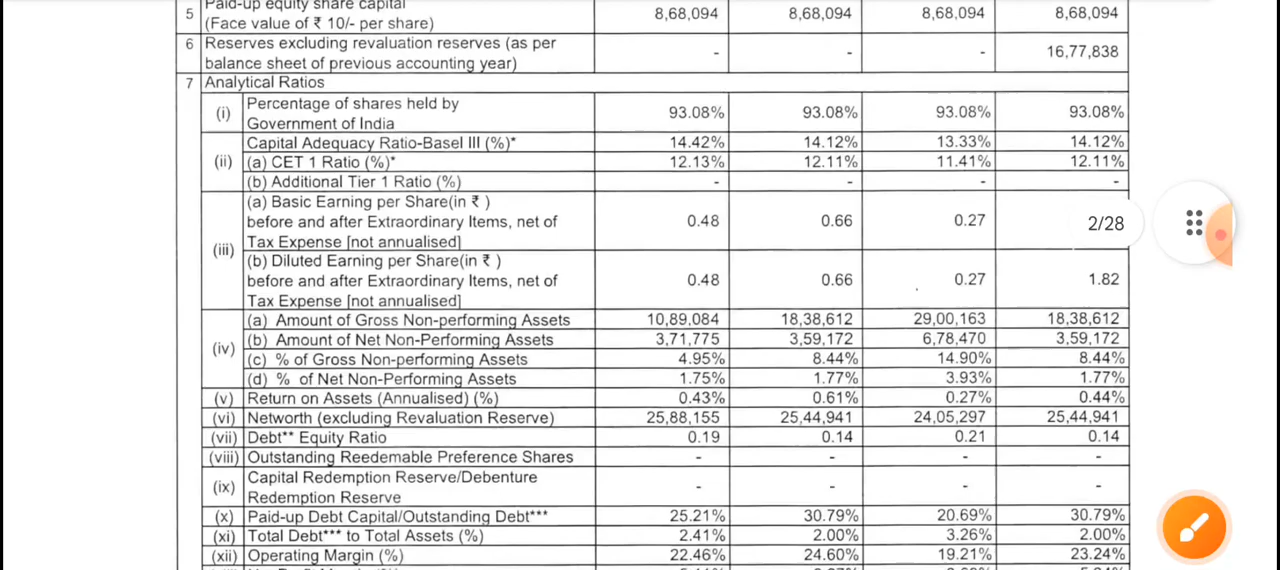 5 Paid-up equity share capital (Face value of ₹ 10/- per share) 8,68,094 8,68,094 8,68,094 8,68,094
6 Reserves excluding revaluation reserves (as per balance sheet of previous accounting year) - - - 16,77,838
7 Analytical Ratios
(i) Percentage of shares held by Government of India 93.08% 93.08% 93.08% 93.08%
Capital Adequacy Ratio-Basel III (%)* 14.42% 14.12% 13.33% 14.12%
(ii) (a) CET 1 Ratio (%)* 12.13% 12.11% 11.41% 12.11%
(b) Additional Tier 1 Ratio (%) - - - -
(iii) (a) Basic Earning per Share(in ₹ ) before and after Extraordinary Items, net of Tax Expense [not annualised] 0.48 0.66 0.27
2/28
(b) Diluted Earning per Share(in ₹ ) before and after Extraordinary Items, net of Tax Expense [not annualised] 0.48 0.66 0.27 1.82
(iv) (a) Amount of Gross Non-performing Assets 10,89,084 18,38,612 29,00,163 18,38,612
(b) Amount of Net Non-Performing Assets 3,71,775 3,59,172 6,78,470 3,59,172
(c) % of Gross Non-performing Assets 4.95% 8.44% 14.90% 8.44%
(d) % of Net Non-Performing Assets 1.75% 1.77% 3.93% 1.77%
(v) Return on Assets (Annualised) (%) 0.43% 0.61% 0.27% 0.44%
(vi) Networth (excluding Revaluation Reserve) 25,88,155 25,44,941 24,05,297 25,44,941
(vii) Debt** Equity Ratio 0.19 0.14 0.21 0.14
(viii) Outstanding Reedemable Preference Shares - - - -
(ix) Capital Redemption Reserve/Debenture Redemption Reserve - - - -
(x) Paid-up Debt Capital/Outstanding Debt*** 25.21% 30.79% 20.69% 30.79%
(xi) Total Debt*** to Total Assets (%) 2.41% 2.00% 3.26% 2.00%
(xii) Operating Margin (%) 22.46% 24.60% 19.21% 23.24%